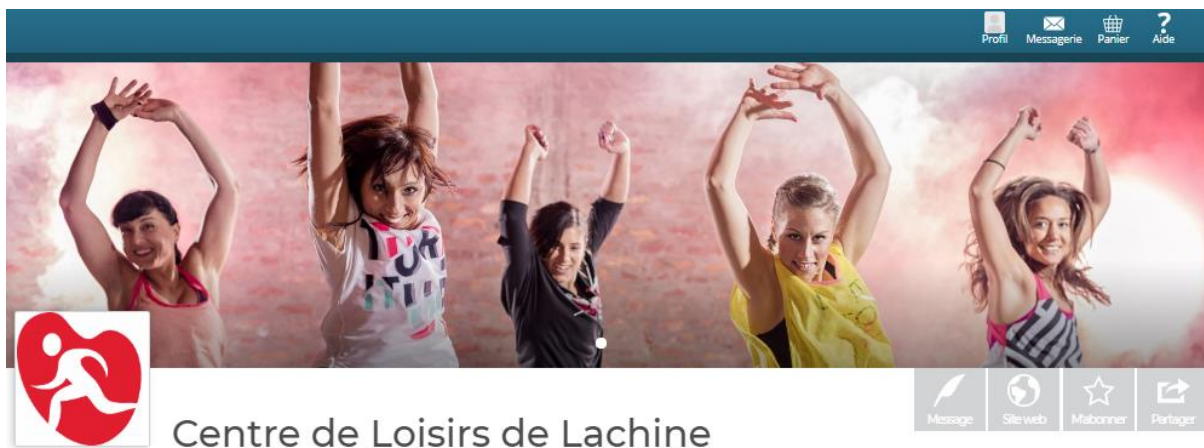 Profil Messagerie Panier Aide
Centre de Loisirs de Lachine
Message Site web M'abonner Partager